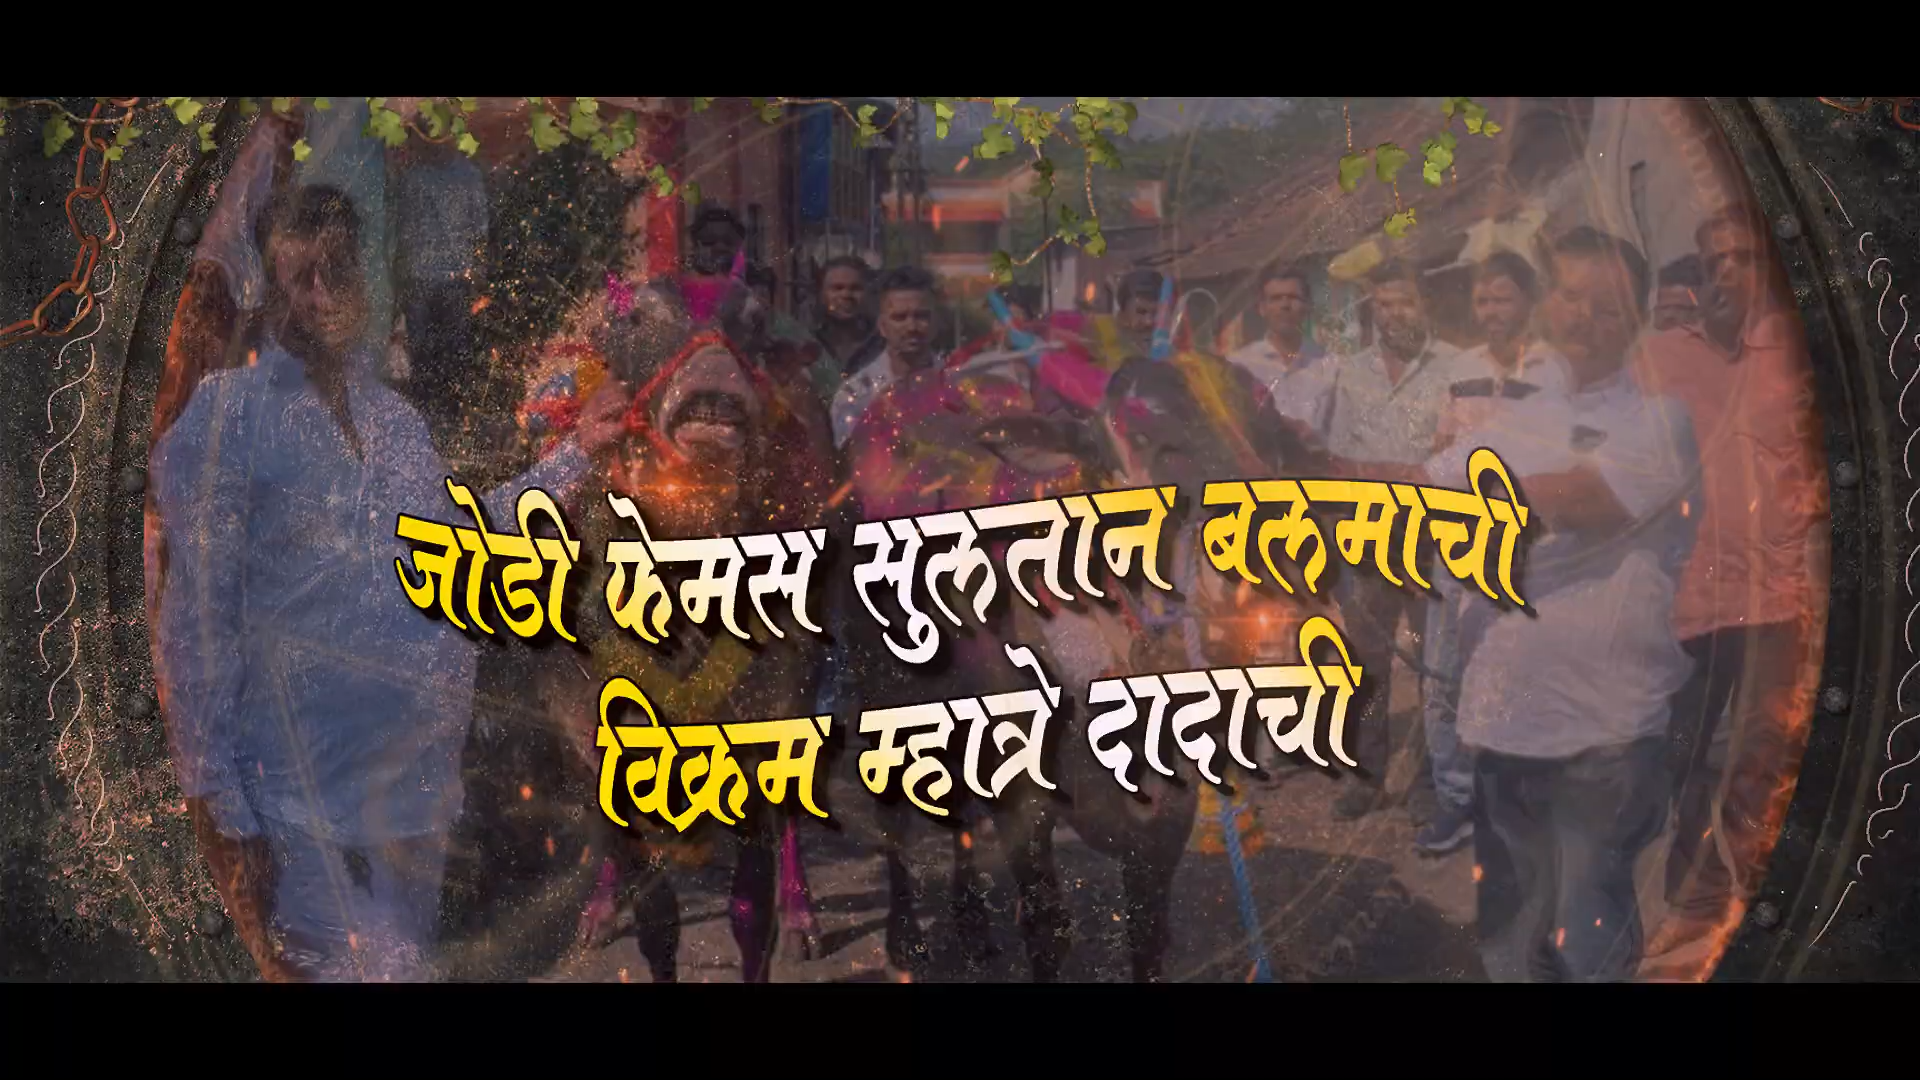 जोडी फेमस सुलतान बलमाची
विक्रम म्हात्रे दादाची